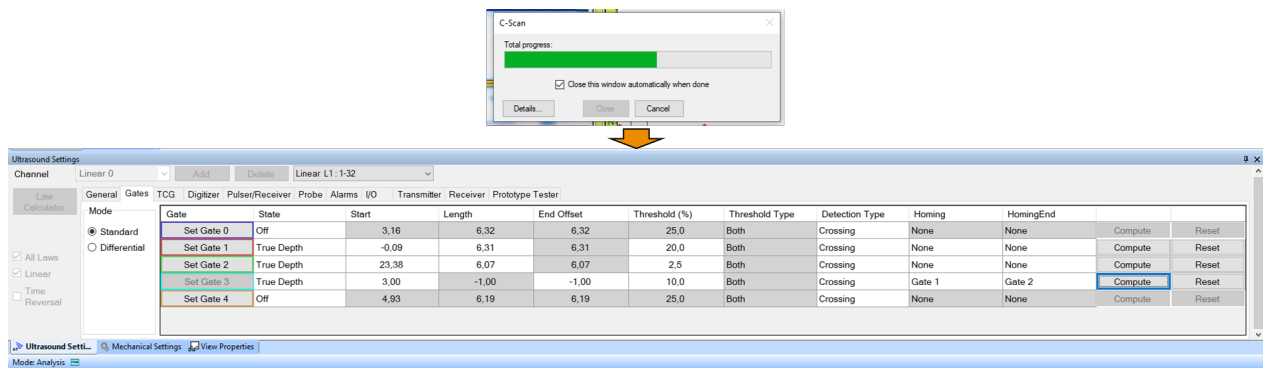 C-Scan
Total progress:
Close this window automatically when done
Details... Close Cancel
Ultrasound Settings
Channel Linear 0 Add Delete Linear L1 : 1-32
Law Calculator General Gates TCG Digitizer Pulser/Receiver Probe Alarms I/O Transmitter Receiver Prototype Tester
Mode Gate State Start Length End Offset Threshold (%) Threshold Type Detection Type Homing HomingEnd
Standard Set Gate 0 Off 3,16 6,32 6,32 25,0 Both Crossing None None Compute Reset
Differential Set Gate 1 True Depth -0,09 6,31 6,31 20,0 Both Crossing None None Compute Reset
All Laws Set Gate 2 True Depth 23,38 6,07 6,07 2,5 Both Crossing None None Compute Reset
Linear Set Gate 3 True Depth 3,00 -1,00 -1,00 10,0 Both Crossing Gate 1 Gate 2 Compute Reset
Time Reversal Set Gate 4 Off 4,93 6,19 6,19 25,0 Both Crossing None None Compute Reset
Ultrasound Setti... Mechanical Settings View Properties
Mode: Analysis